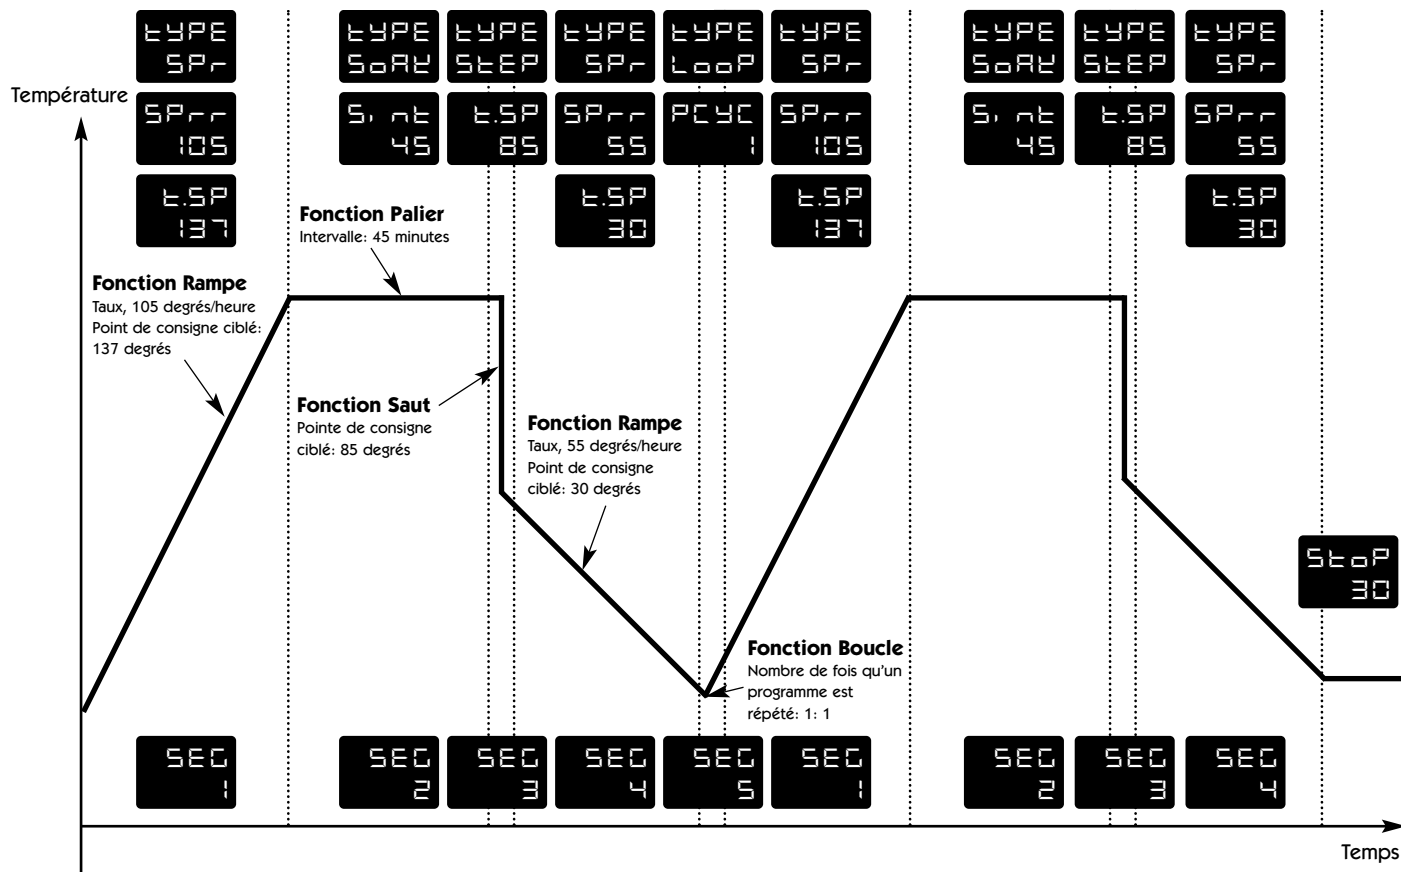 tYPE
SPr
tYPE
SoAK
tYPE
StEP
tYPE
SPr
tYPE
LooP
tYPE
SPr
tYPE
SoAK
tYPE
StEP
tYPE
SPr
Température
SPrr
105
S.int
45
t.SP
85
SPrr
55
PCYC
1
SPrr
105
S.int
45
t.SP
85
SPrr
55
t.SP
137
t.SP
30
t.SP
137
t.SP
30
Fonction Palier
Intervalle: 45 minutes
Fonction Rampe
Taux, 105 degrés/heure
Point de consigne ciblé:
137 degrés
Fonction Saut
Pointe de consigne
ciblé: 85 degrés
Fonction Rampe
Taux, 55 degrés/heure
Point de consigne
ciblé: 30 degrés
StoP
30
Fonction Boucle
Nombre de fois qu'un
programme est
répété: 1: 1
SEG
1
SEG
2
SEG
3
SEG
4
SEG
5
SEG
1
SEG
2
SEG
3
SEG
4
Temps